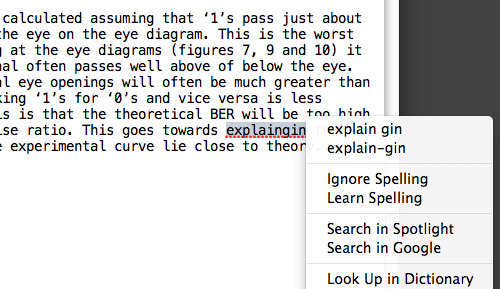 calculated assuming that ‘1’s pass just about
the eye on the eye diagram. This is the worst
g at the eye diagrams (figures 7, 9 and 10) it
nal often passes well above of below the eye.
al eye openings will often be much greater than
king ‘1’s for ‘0’s and vice versa is less
is is that the theoretical BER will be too high
ise ratio. This goes towards explaingin
e experimental curve lie close to theory.
explain gin
explain-gin
Ignore Spelling
Learn Spelling
Search in Spotlight
Search in Google
Look Up in Dictionary